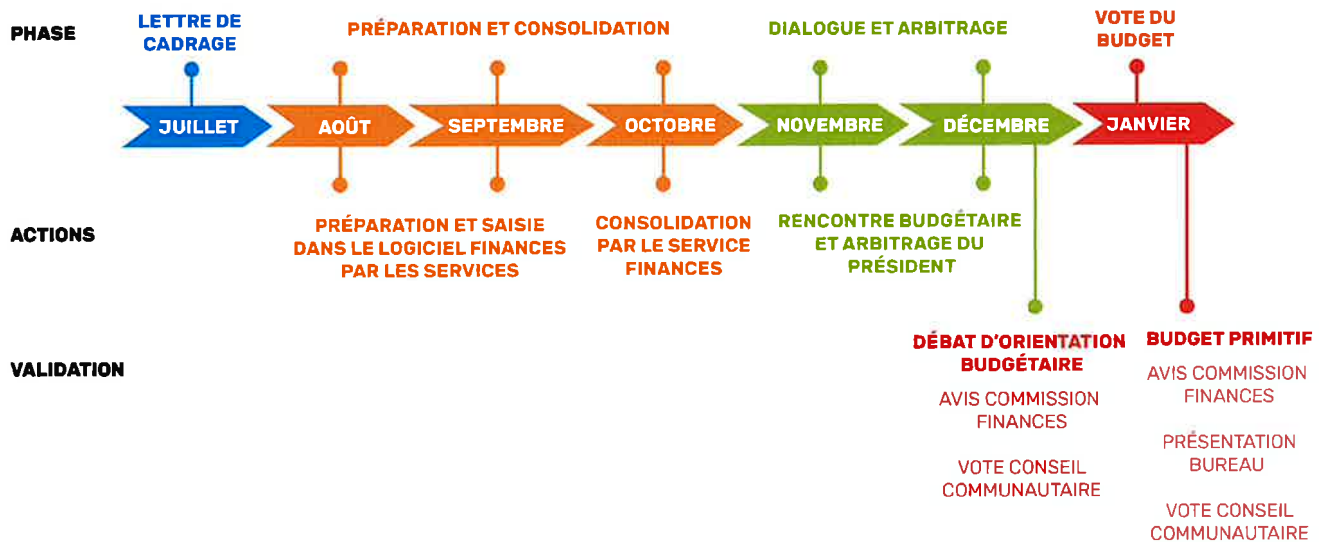 PHASE
LETTRE DE
CADRAGE
PRÉPARATION ET CONSOLIDATION
DIALOGUE ET ARBITRAGE
VOTE DU
BUDGET
JUILLET
AOÛT
SEPTEMBRE
OCTOBRE
NOVEMBRE
DÉCEMBRE
JANVIER
ACTIONS
PRÉPARATION ET SAISIE
DANS LE LOGICIEL FINANCES
PAR LES SERVICES
CONSOLIDATION
PAR LE SERVICE
FINANCES
RENCONTRE BUDGÉTAIRE
ET ARBITRAGE DU
PRÉSIDENT
VALIDATION
DÉBAT D'ORIENTATION
BUDGÉTAIRE
AVIS COMMISSION
FINANCES
VOTE CONSEIL
COMMUNAUTAIRE
BUDGET PRIMITIF
AVIS COMMISSION
FINANCES
PRÉSENTATION
BUREAU
VOTE CONSEIL
COMMUNAUTAIRE